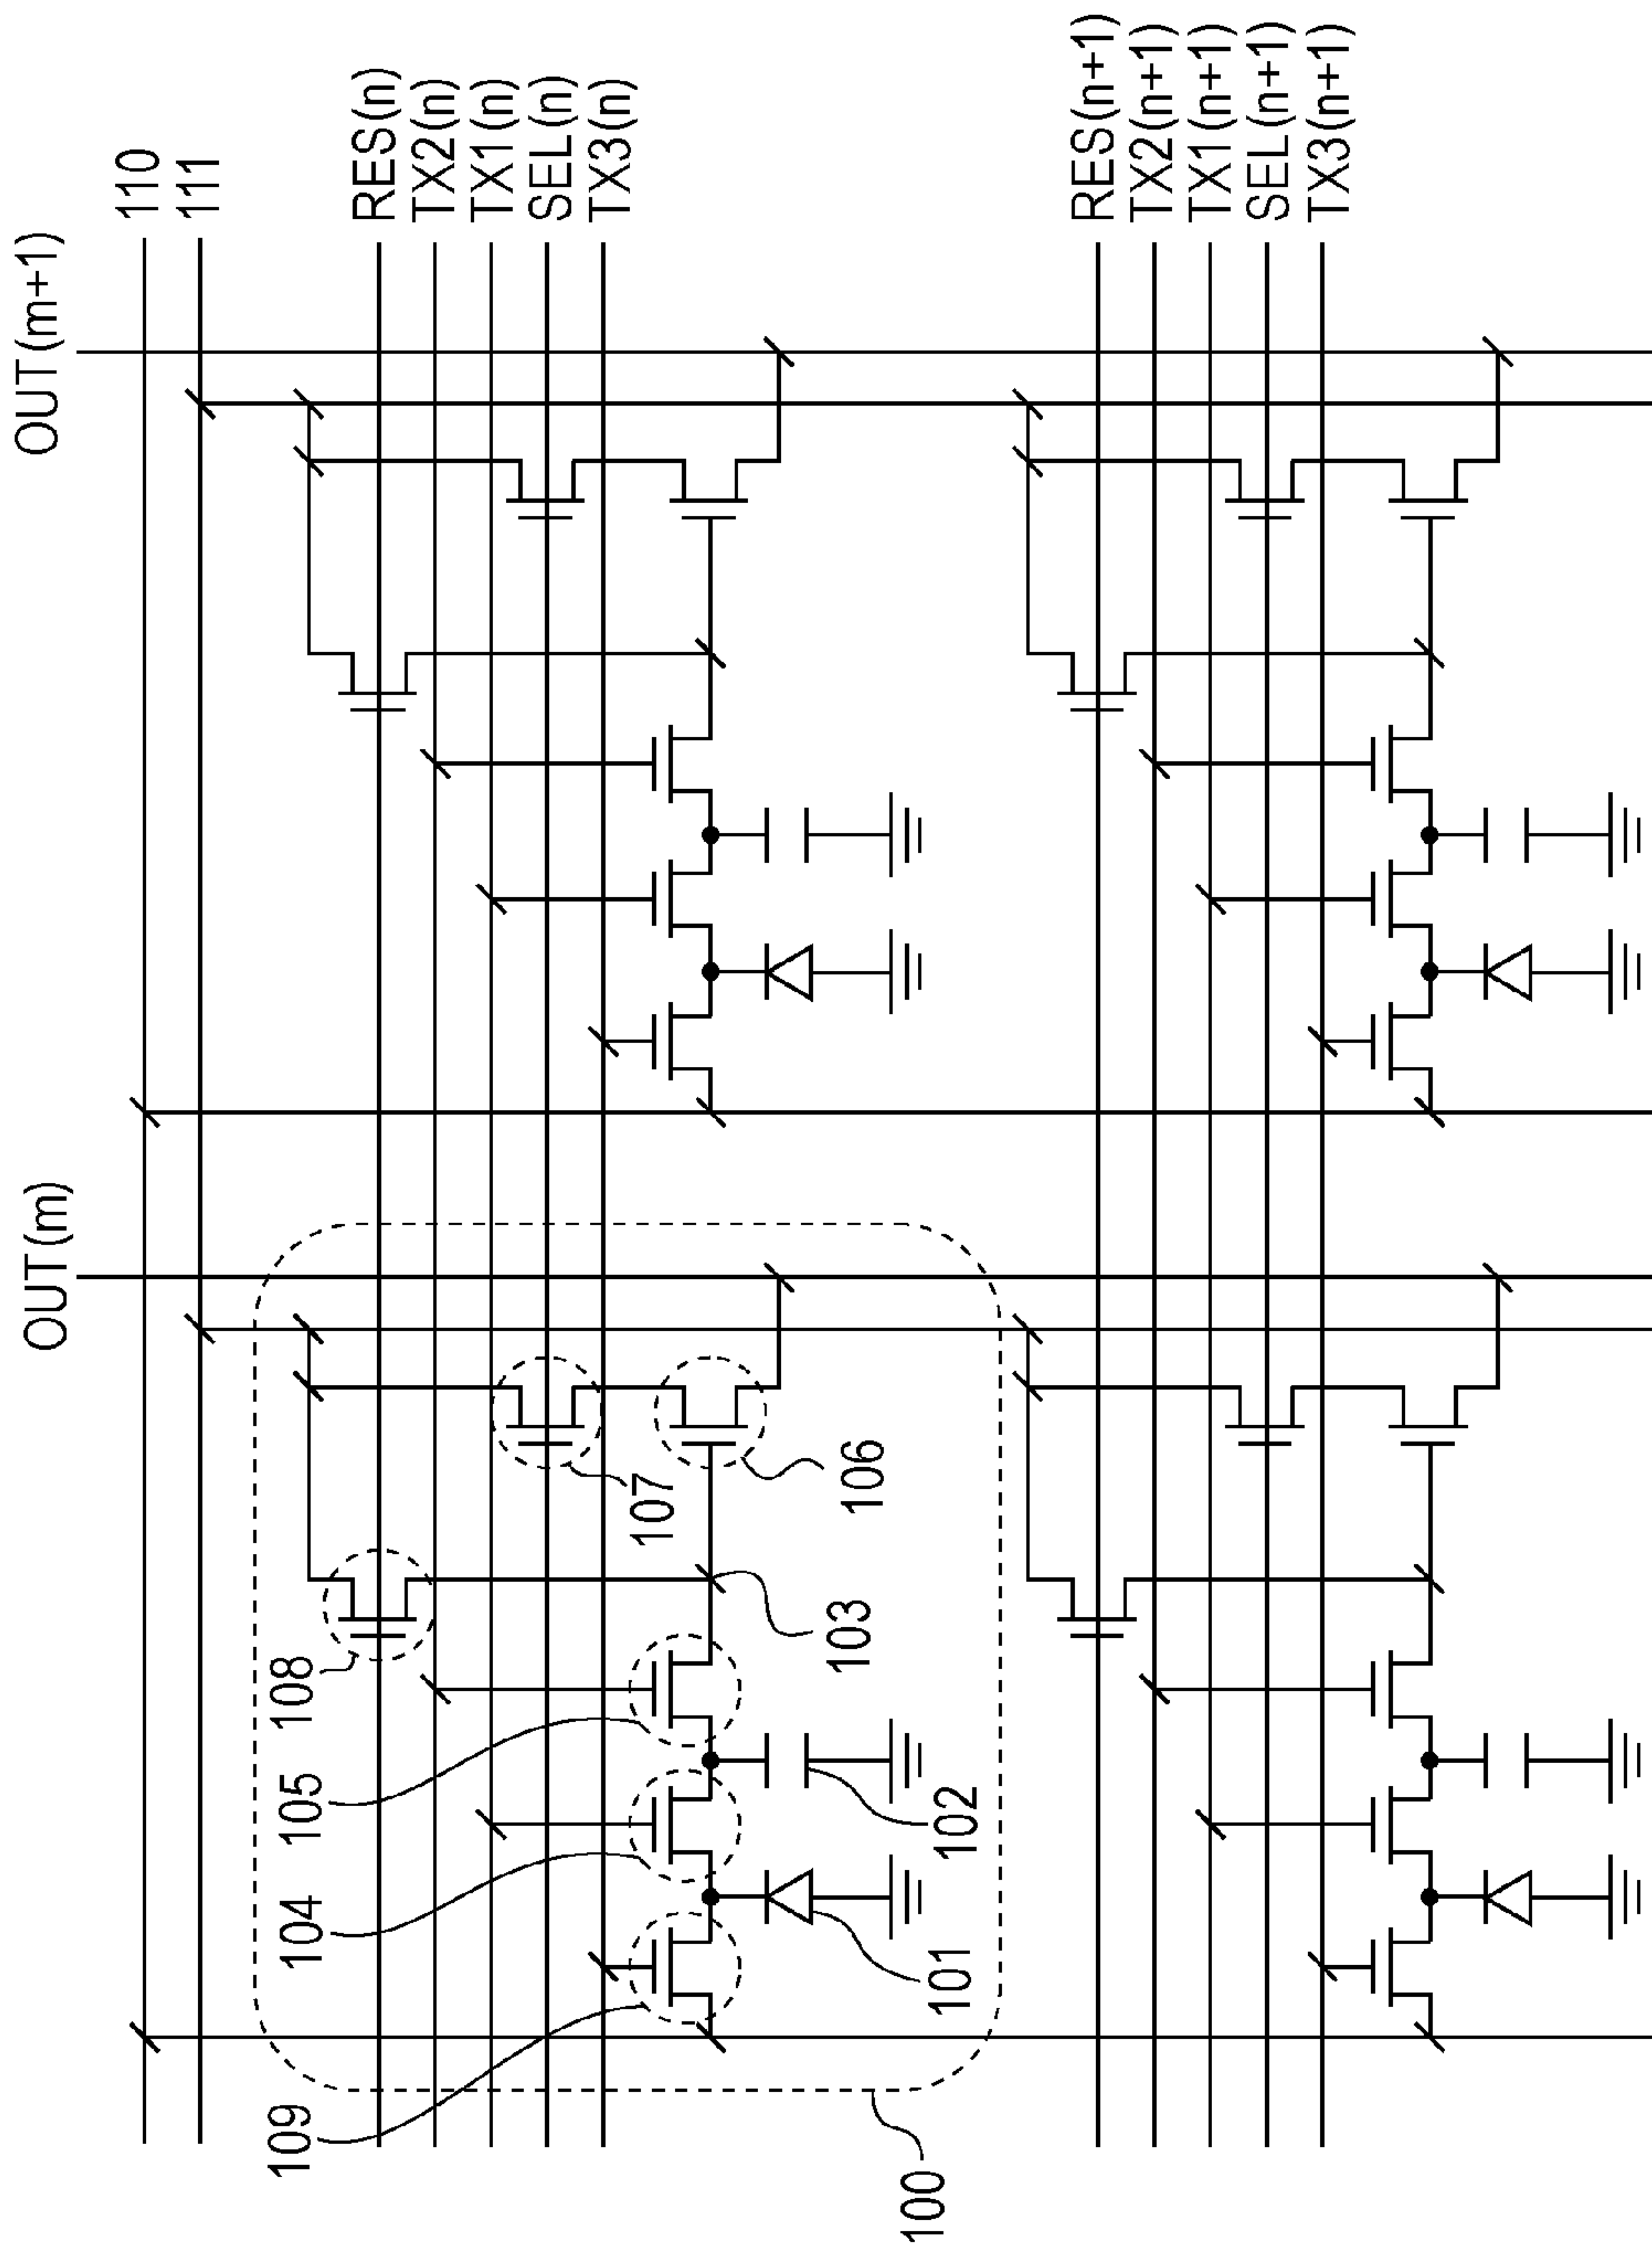 OUT(m)
OUT(m+1)
110
111
RES(n)
TX2(n)
TX1(n)
SEL(n)
TX3(n)
109
104
105
108
107
106
103
102
101
100
RES(n+1)
TX2(n+1)
TX1(n+1)
SEL(n+1)
TX3(n+1)